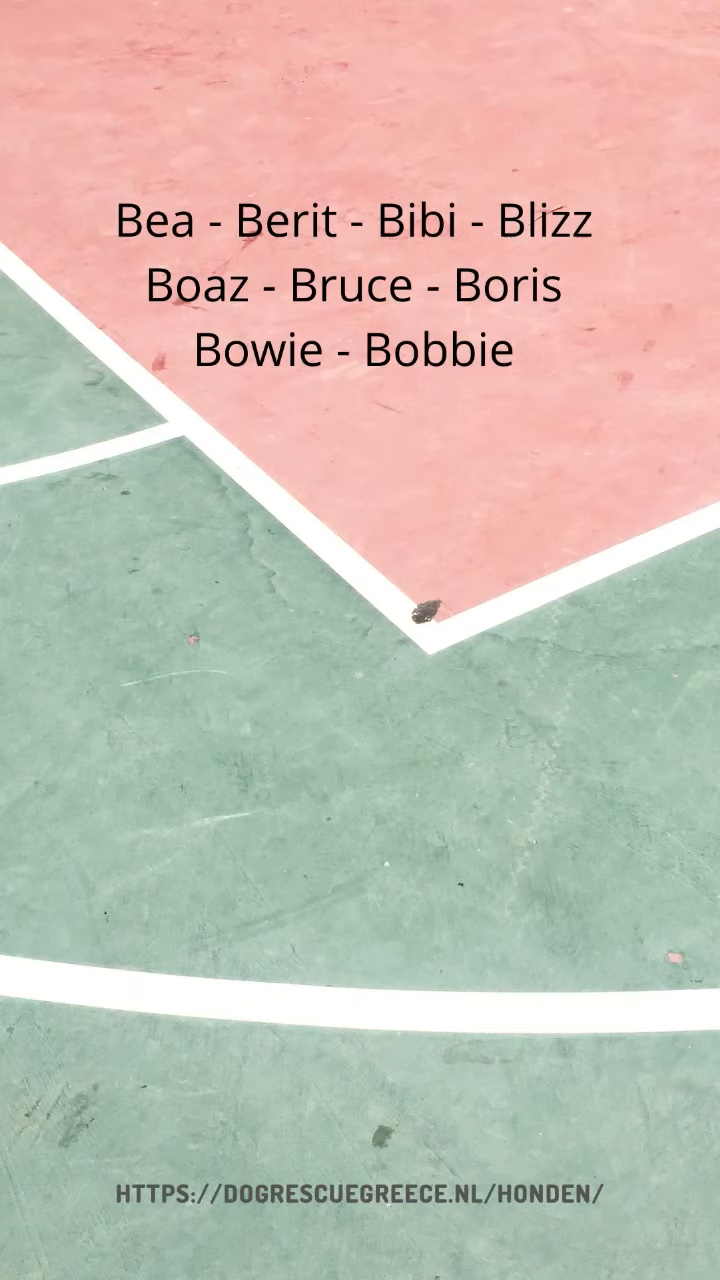 Bea - Berit - Bibi - Blizz
Boaz - Bruce - Boris
Bowie - Bobbie
HTTPS://DOGRESCUEGREECE.NL/HONDEN/